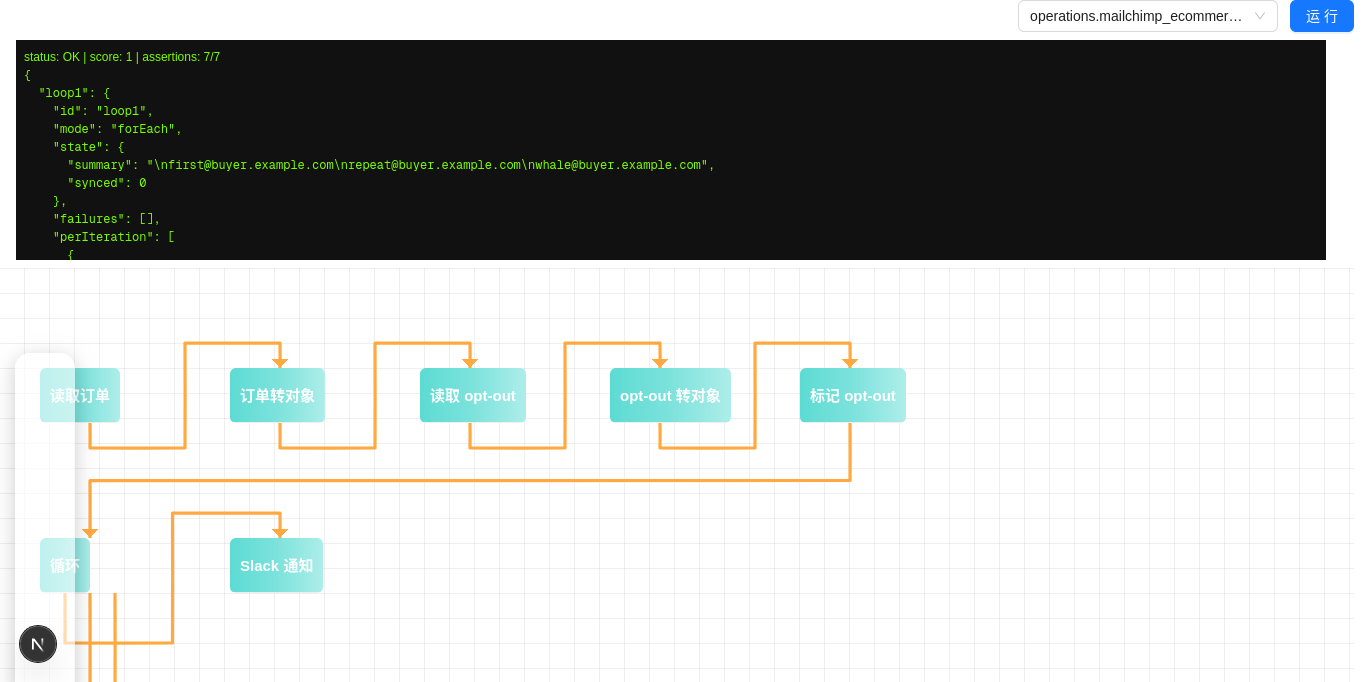 operations.mailchimp_ecommer...
运 行
status: OK | score: 1 | assertions: 7/7
{
"loop1": {
"id": "loop1",
"mode": "forEach",
"state": {
"summary": "\nfirst@buyer.example.com\nrepeat@buyer.example.com\nwhale@buyer.example.com",
"synced": 0
},
"failures": [],
"perIteration": [
{
读取订单
订单转对象
读取 opt-out
opt-out 转对象
标记 opt-out
循环
Slack 通知
N